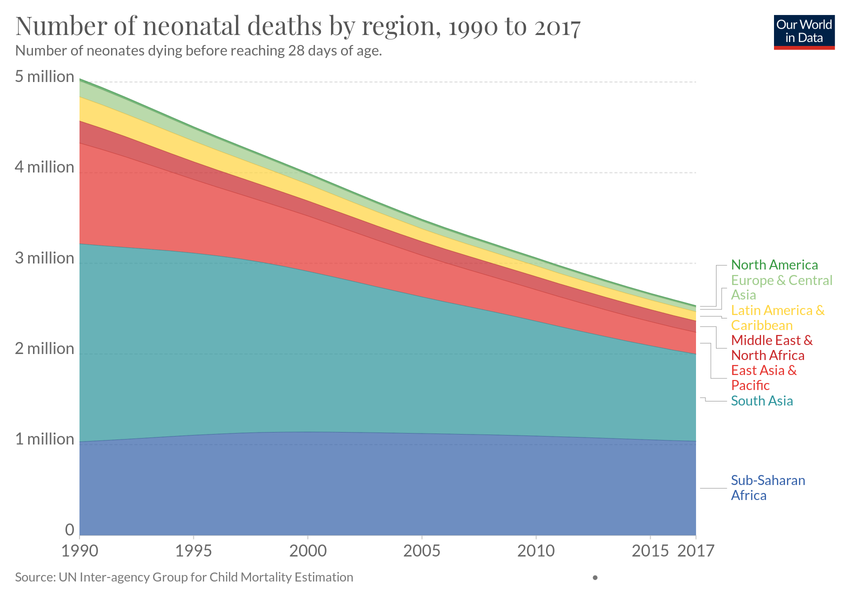 Number of neonatal deaths by region, 1990 to 2017
Number of neonates dying before reaching 28 days of age.
Our World
in Data
5 million
4 million
3 million
2 million
1 million
0
1990
1995
2000
2005
2010
2015
2017
North America
Europe & Central
Asia
Latin America &
Caribbean
Middle East &
North Africa
East Asia &
Pacific
South Asia
Sub-Saharan
Africa
Source: UN Inter-agency Group for Child Mortality Estimation